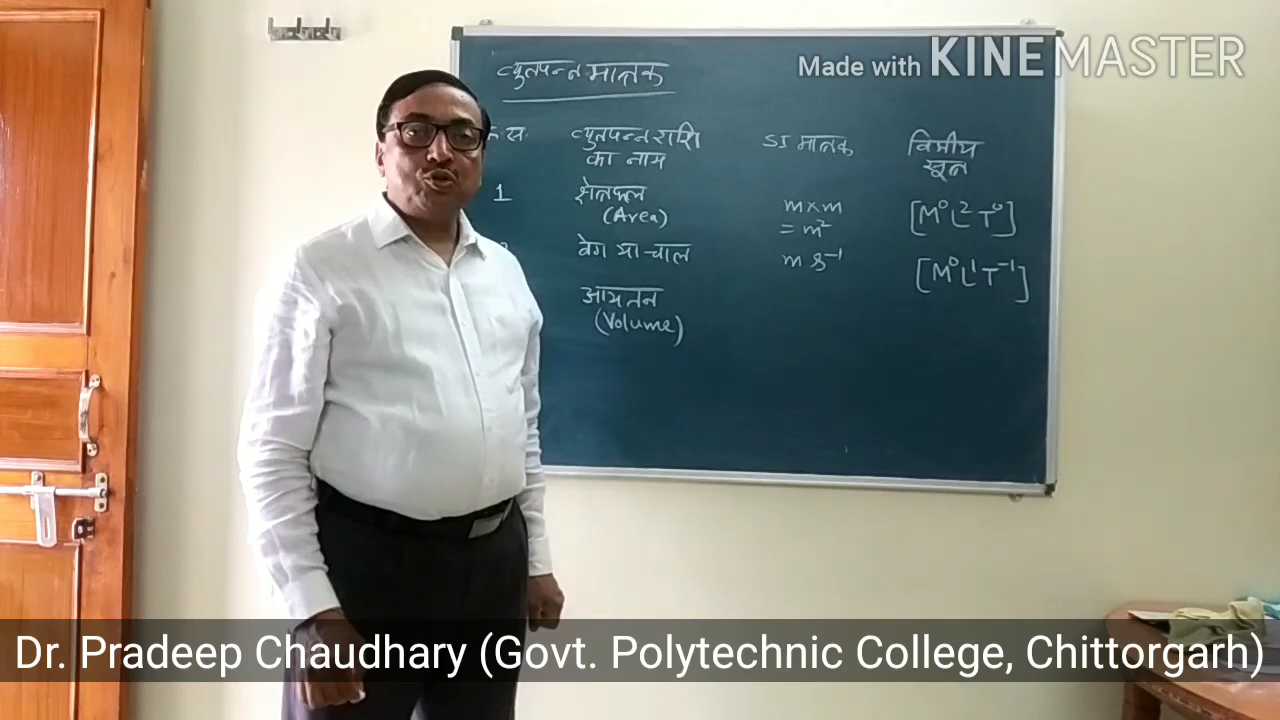 Made with KINEMASTER
व्युत्पन्न मात्रक
क्र. स. व्युत्पन्न राशि का नाम SI मात्रक विमीय सूत्र
1 क्षेत्रफल (Area) m×m = m² [M⁰L²T⁰]
वेग या चाल m s⁻¹ [M⁰L¹T⁻¹]
आयतन (Volume)
Dr. Pradeep Chaudhary (Govt. Polytechnic College, Chittorgarh)